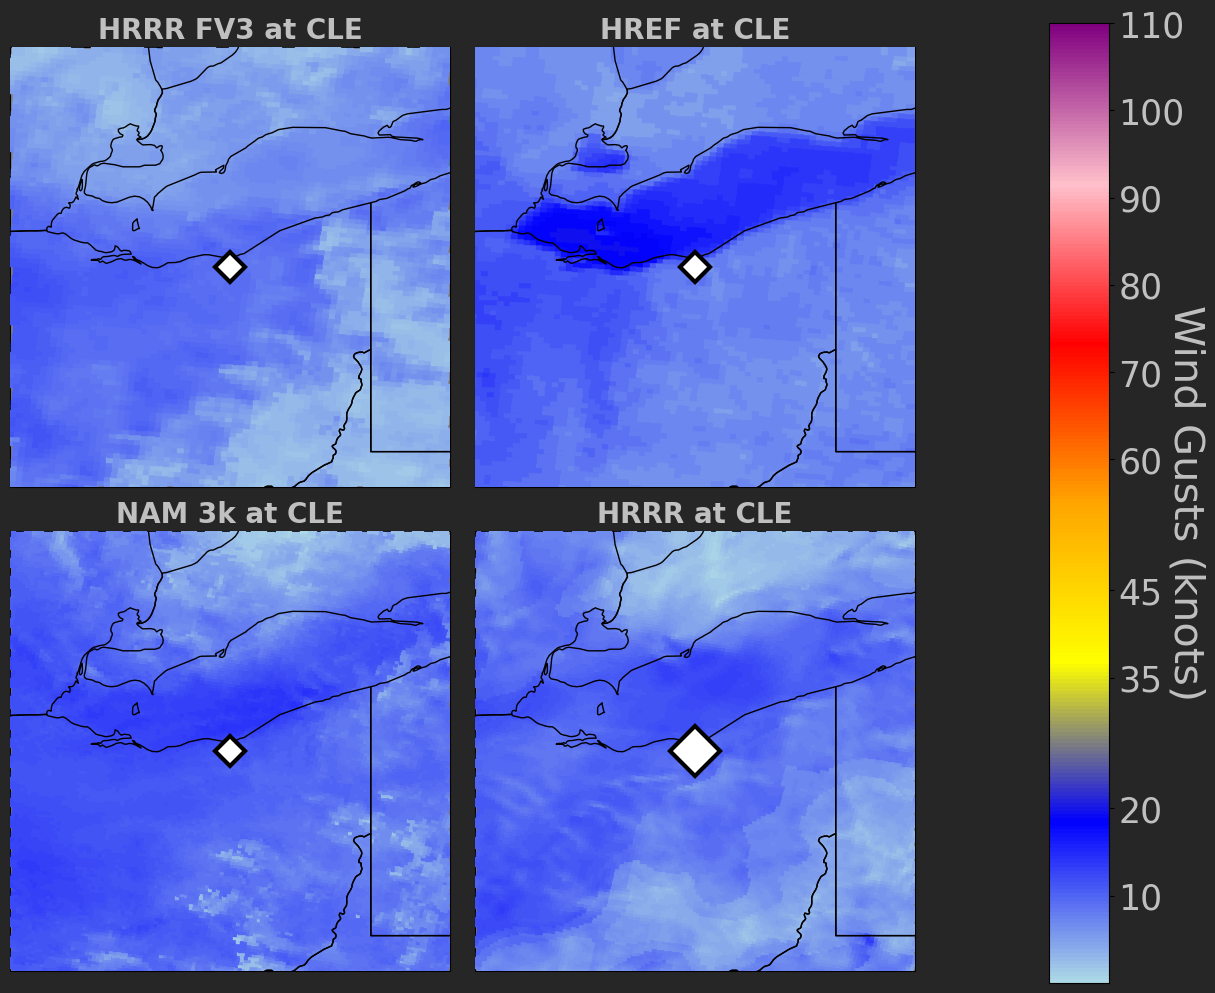 HRRR FV3 at CLE
HREF at CLE
NAM 3k at CLE
HRRR at CLE
110
100
90
80
70
60
45
35
20
10
Wind Gusts (knots)